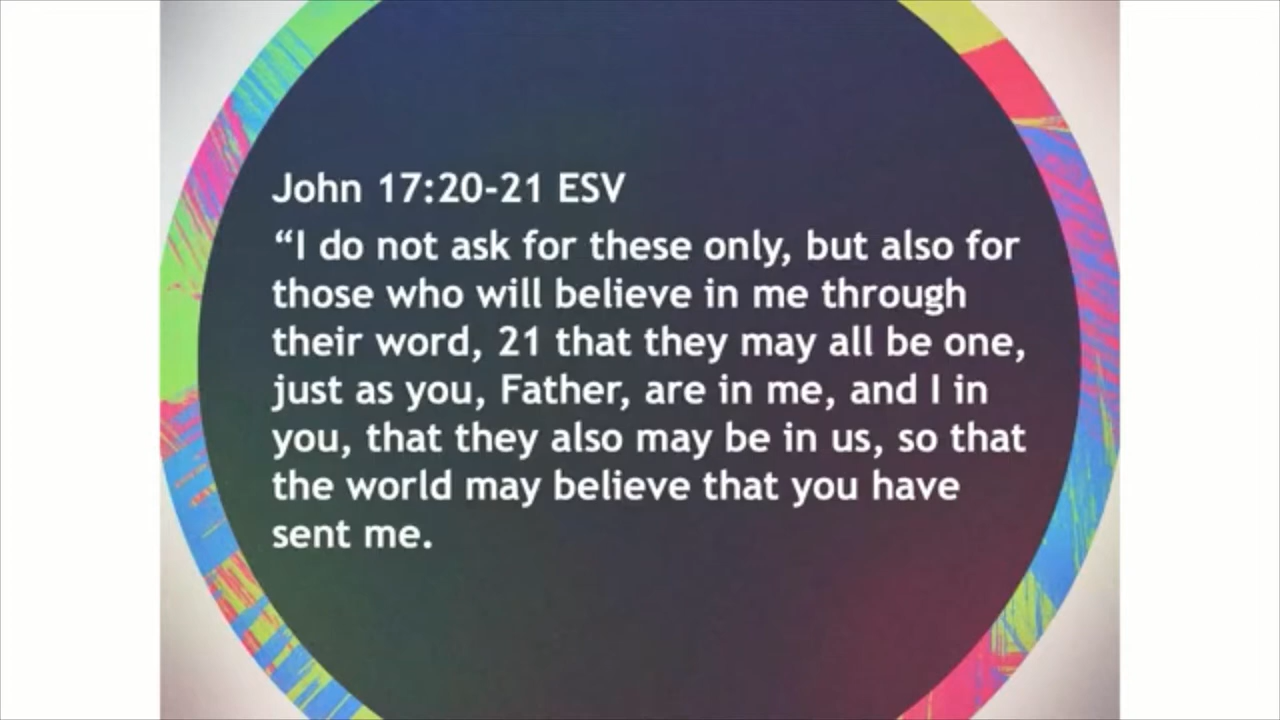 John 17:20-21 ESV
“I do not ask for these only, but also for
those who will believe in me through
their word, 21 that they may all be one,
just as you, Father, are in me, and I in
you, that they also may be in us, so that
the world may believe that you have
sent me.